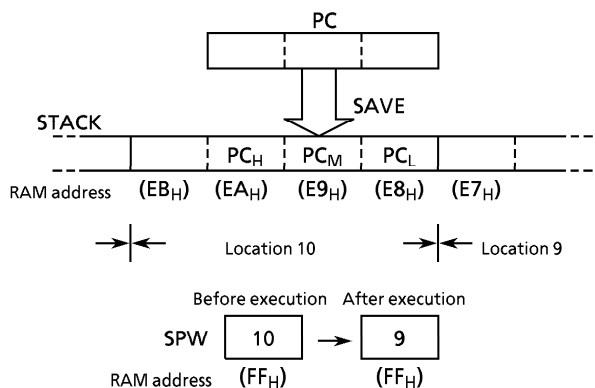 PC
SAVE
STACK
PCH PCM PCL
RAM address (EBH) (EAH) (E9H) (E8H) (E7H)
Location 10 Location 9
Before execution After execution
SPW 10 9
RAM address (FFH) (FFH)